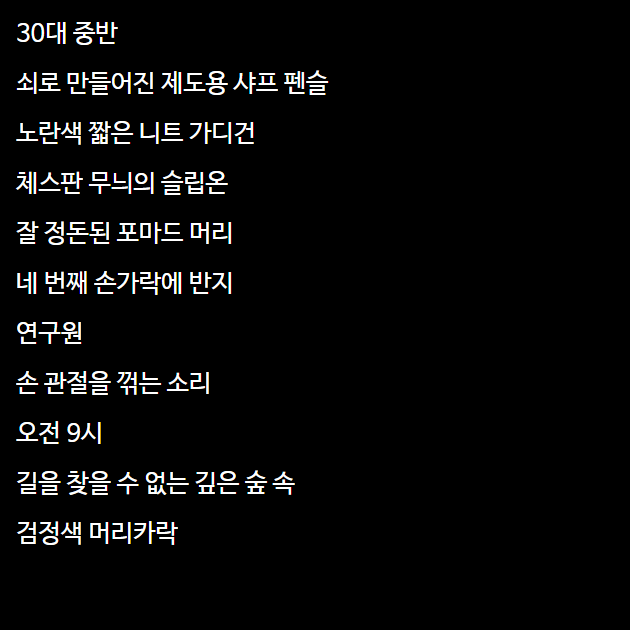 30대 중반
쇠로 만들어진 제도용 샤프 펜슬
노란색 짧은 니트 가디건
체스판 무늬의 슬립온
잘 정돈된 포마드 머리
네 번째 손가락에 반지
연구원
손 관절을 꺾는 소리
오전 9시
길을 찾을 수 없는 깊은 숲 속
검정색 머리카락